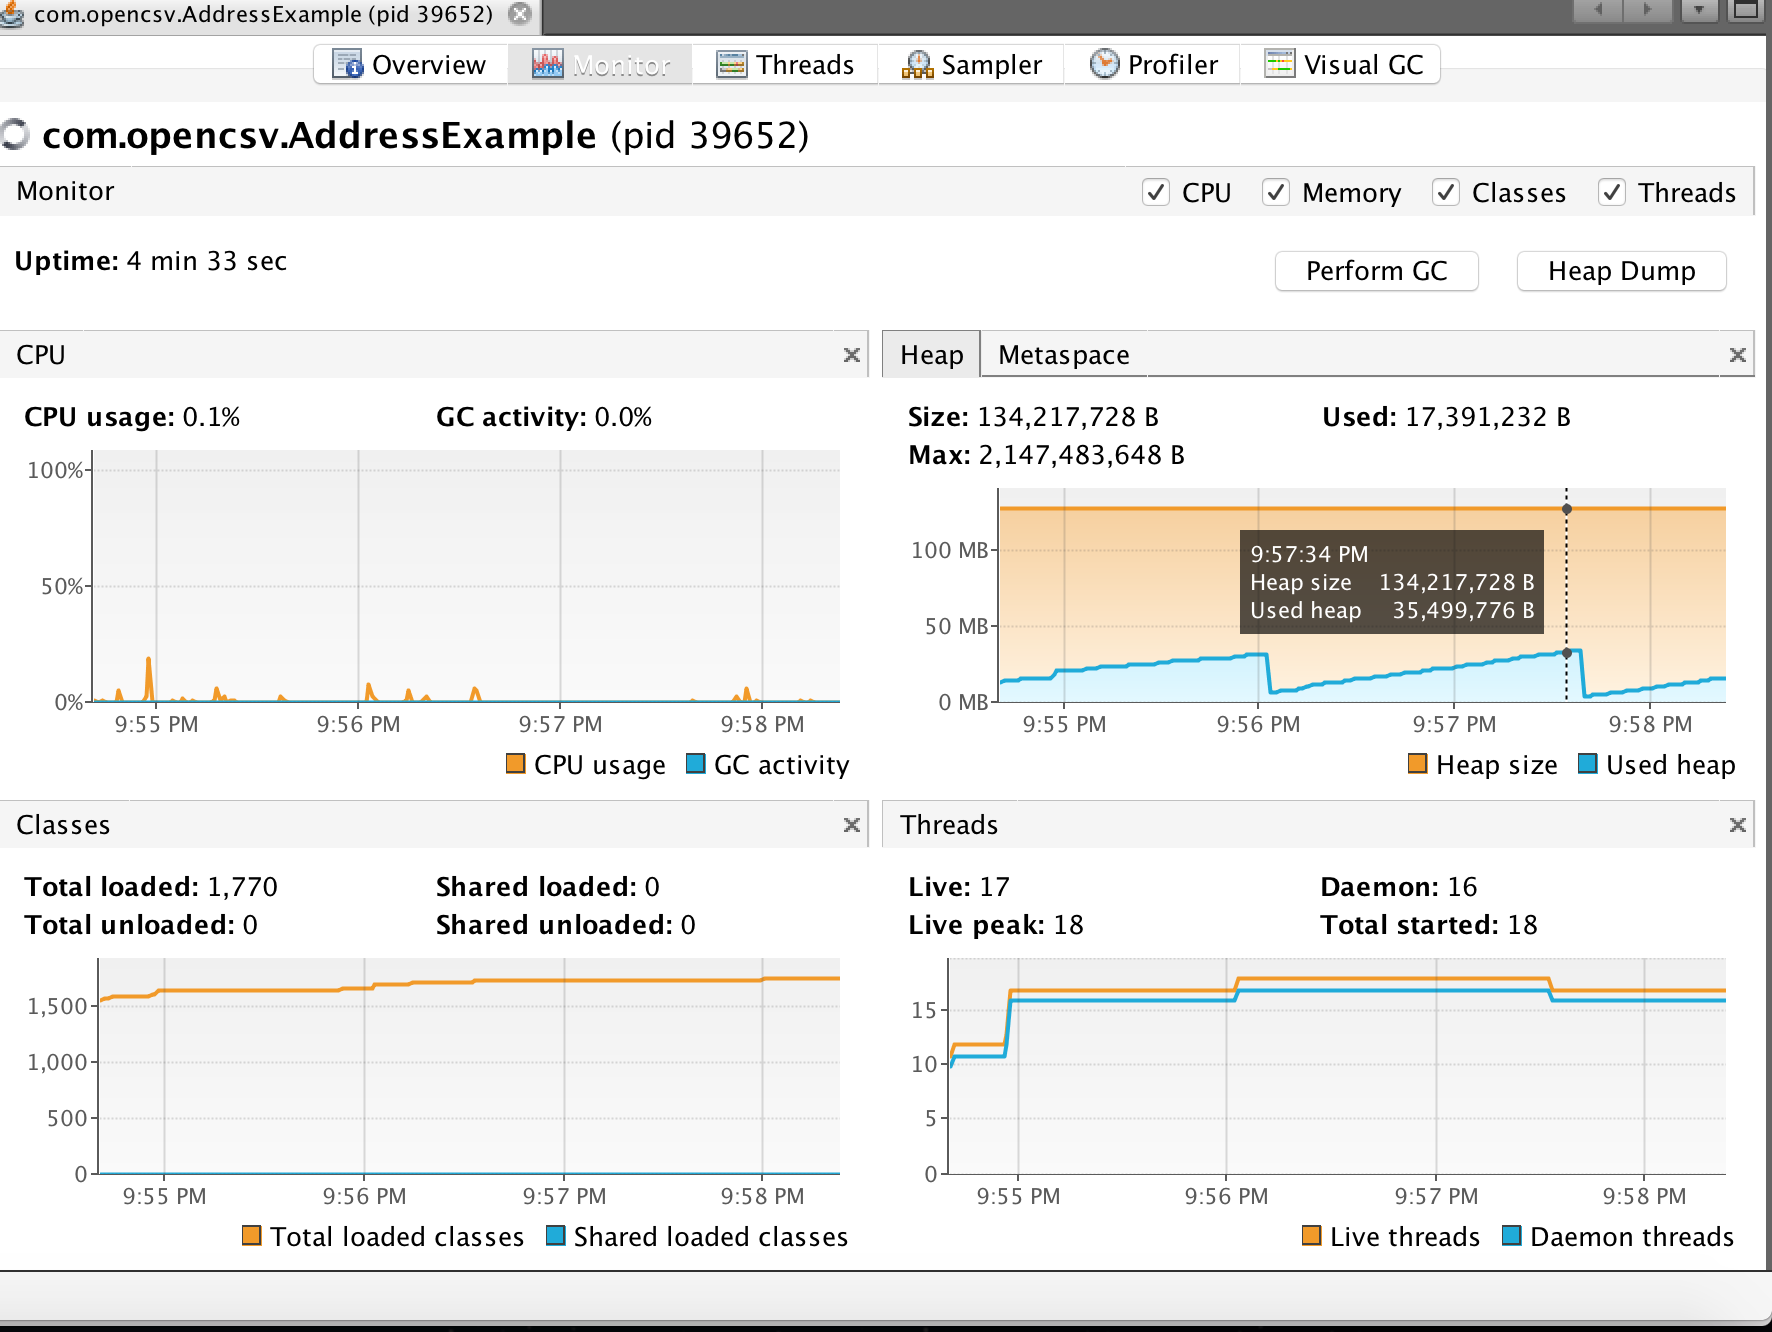 com.opencsv.AddressExample (pid 39652)
Overview Monitor Threads Sampler Profiler Visual GC
com.opencsv.AddressExample (pid 39652)
Monitor CPU Memory Classes Threads
Uptime: 4 min 33 sec
Perform GC Heap Dump
CPU
CPU usage: 0.1% GC activity: 0.0%
100%
50%
0%
9:55 PM 9:56 PM 9:57 PM 9:58 PM
CPU usage GC activity
Heap Metaspace
Size: 134,217,728 B Used: 17,391,232 B
Max: 2,147,483,648 B
100 MB
50 MB
0 MB
9:57:34 PM
Heap size 134,217,728 B
Used heap 35,499,776 B
9:55 PM 9:56 PM 9:57 PM 9:58 PM
Heap size Used heap
Classes
Total loaded: 1,770 Shared loaded: 0
Total unloaded: 0 Shared unloaded: 0
1,500
1,000
500
0
9:55 PM 9:56 PM 9:57 PM 9:58 PM
Total loaded classes Shared loaded classes
Threads
Live: 17 Daemon: 16
Live peak: 18 Total started: 18
15
10
5
0
9:55 PM 9:56 PM 9:57 PM 9:58 PM
Live threads Daemon threads